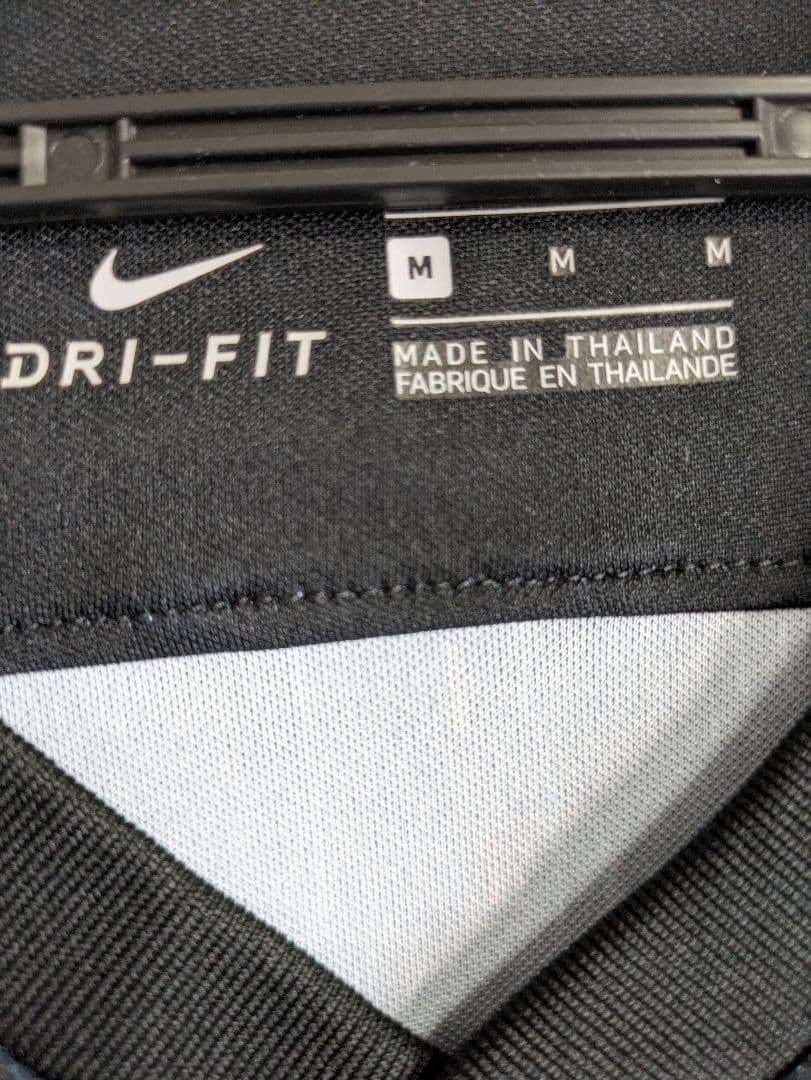 DRI-FIT
M M M
MADE IN THAILAND
FABRIQUE EN THAILANDE